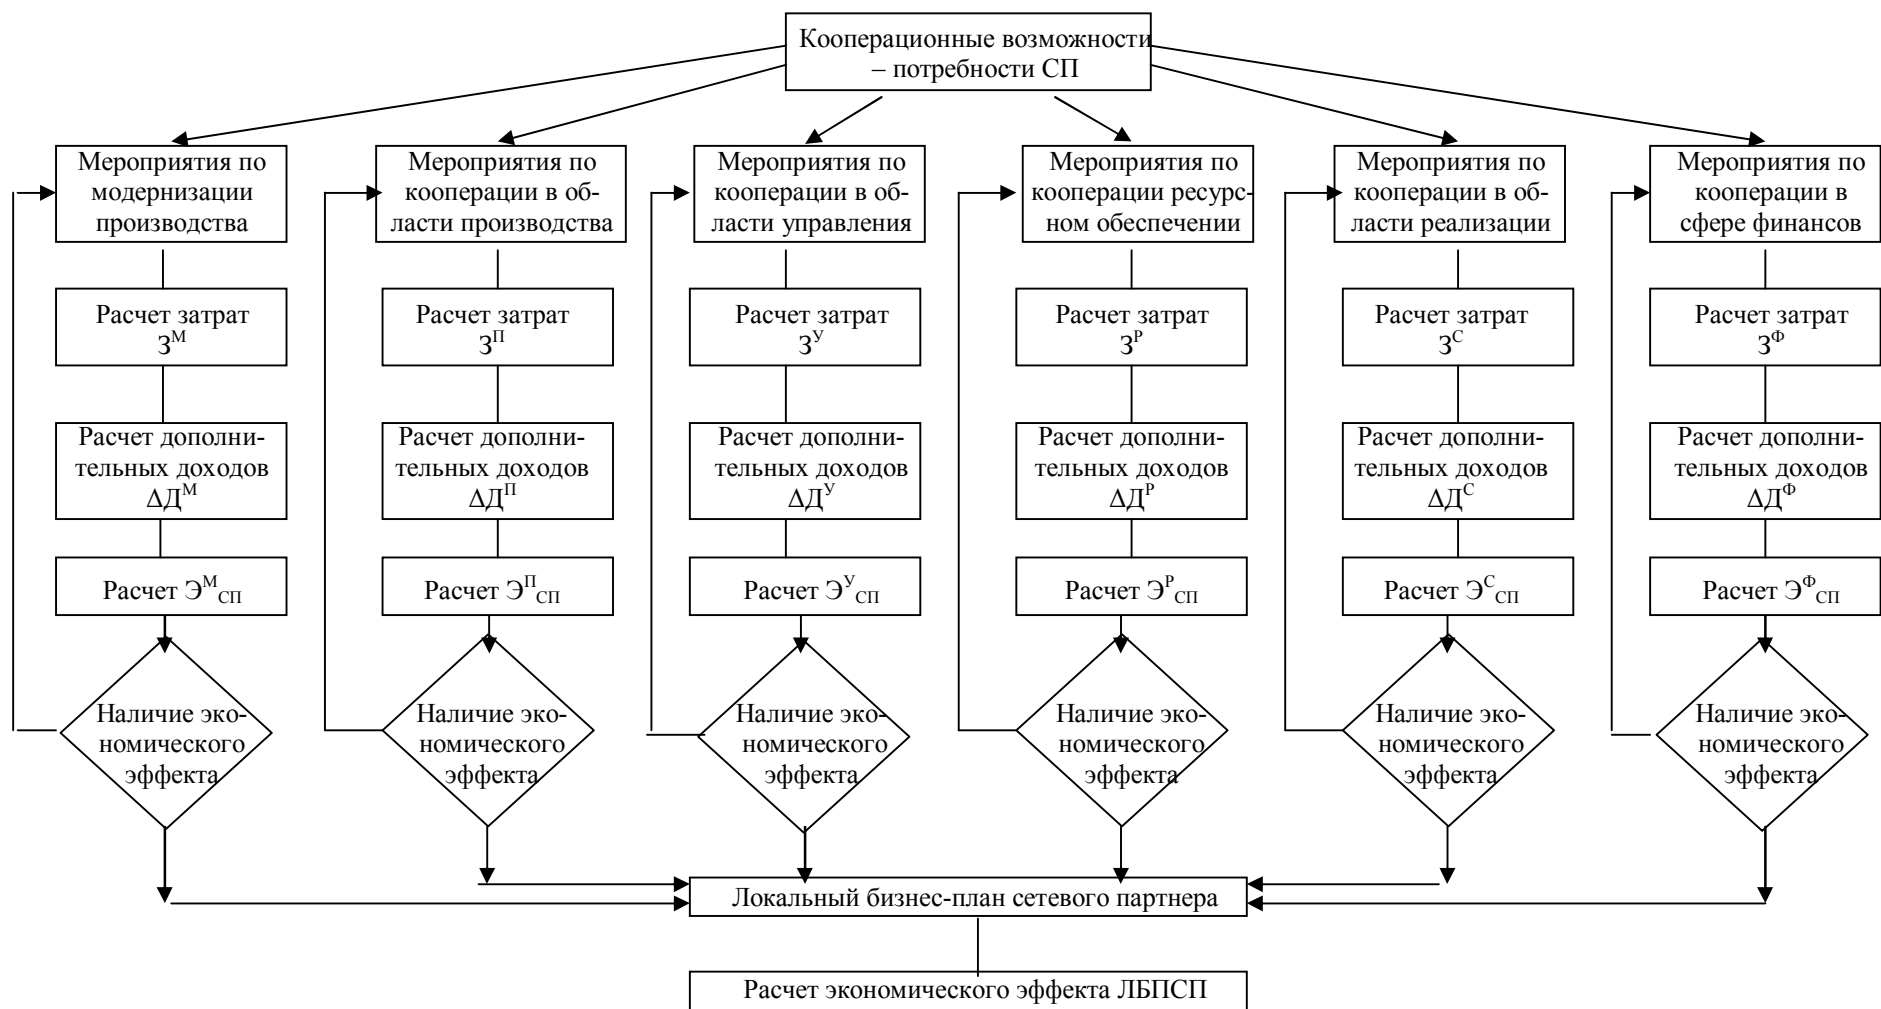 Кооперационные возможности
– потребности СП
Мероприятия по
модернизации
производства
Мероприятия по
кооперации в об-
ласти производства
Мероприятия по
кооперации в об-
ласти управления
Мероприятия по
кооперации ресурс-
ном обеспечении
Мероприятия по
кооперации в об-
ласти реализации
Мероприятия по
кооперации в
сфере финансов
Расчет затрат
З^М
Расчет затрат
З^П
Расчет затрат
З^У
Расчет затрат
З^Р
Расчет затрат
З^С
Расчет затрат
З^Ф
Расчет дополни-
тельных доходов
ΔД^М
Расчет дополни-
тельных доходов
ΔД^П
Расчет дополни-
тельных доходов
ΔД^У
Расчет дополни-
тельных доходов
ΔД^Р
Расчет дополни-
тельных доходов
ΔД^С
Расчет дополни-
тельных доходов
ΔД^Ф
Расчет Э^М_СП
Расчет Э^П_СП
Расчет Э^У_СП
Расчет Э^Р_СП
Расчет Э^С_СП
Расчет Э^Ф_СП
Наличие эко-
номического
эффекта
Наличие эко-
номического
эффекта
Наличие эко-
номического
эффекта
Наличие эко-
номического
эффекта
Наличие эко-
номического
эффекта
Наличие эко-
номического
эффекта
Локальный бизнес-план сетевого партнера
Расчет экономического эффекта ЛБПСП